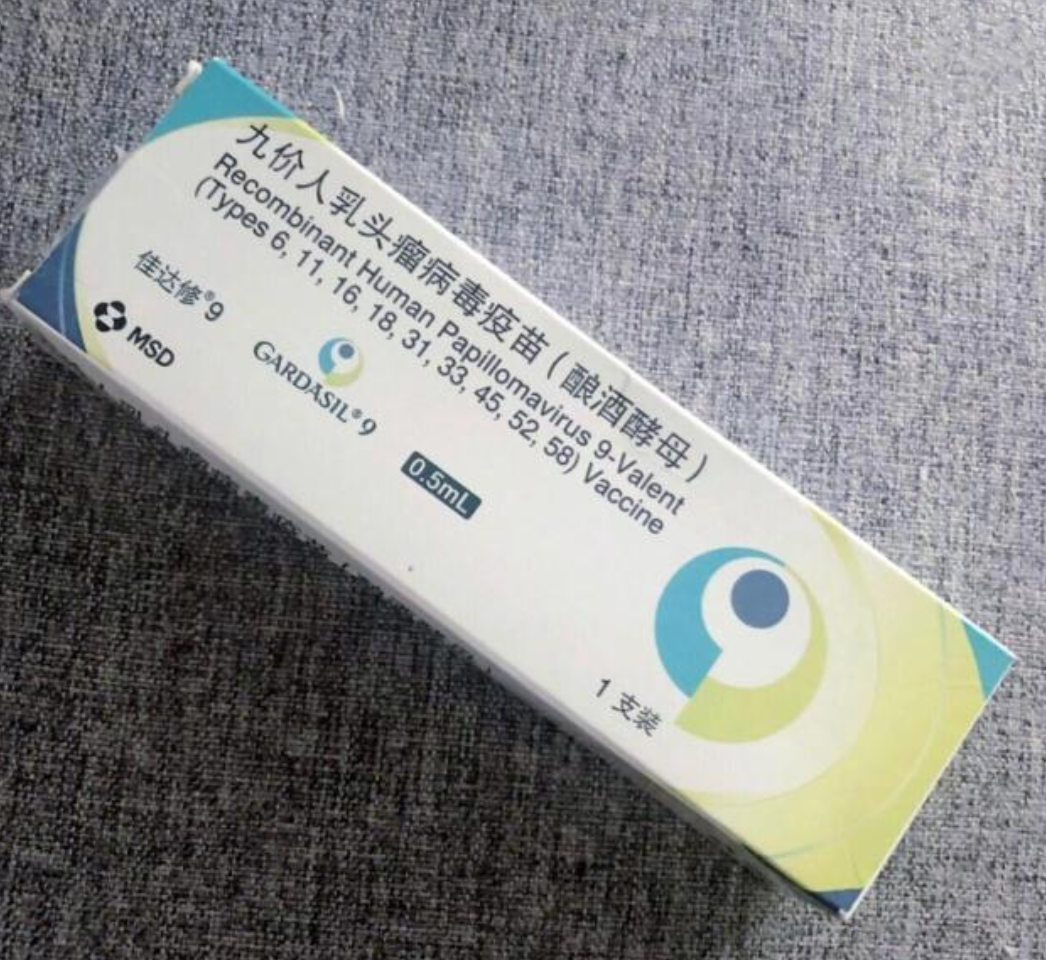 九价人乳头瘤病毒疫苗（酿酒酵母）
Recombinant Human Papillomavirus 9-Valent
(Types 6, 11, 16, 18, 31, 33, 45, 52, 58) Vaccine
佳达修®9
MSD
GARDASIL®9
0.5mL
1 支装